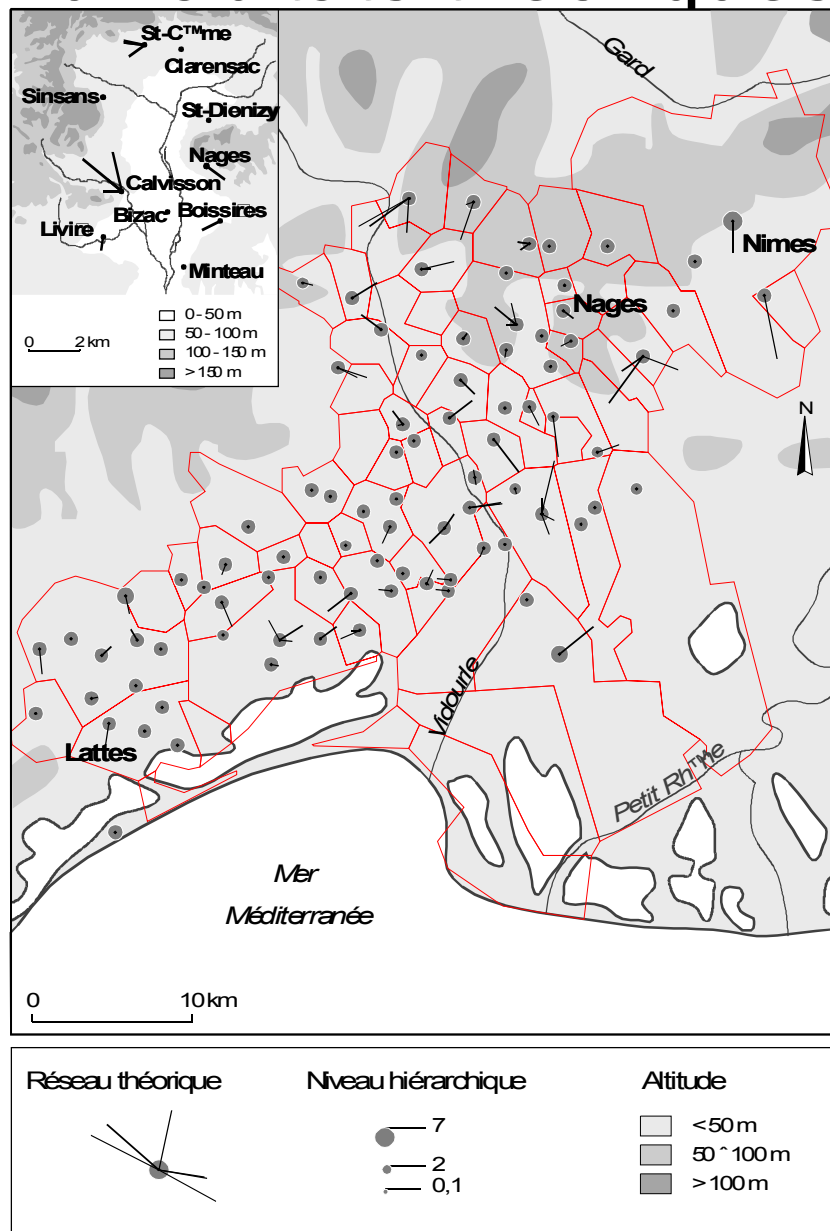 St-C™me
Clarensac
Sinsans
St-Dionizy
Nages
Calvisson
Bizac
Boissires
Livire
Minteau
0 2 km
0 - 50 m
50 - 100 m
100 - 150 m
> 150 m
Gard
Nimes
Nages
N
Vidourle
Lattes
Petit Rh™ne
Mer
Méditerranée
0 10 km
Réseau théorique
Niveau hiérarchique
7
2
0,1
Altitude
< 50 m
50 ˆ 100 m
> 100 m